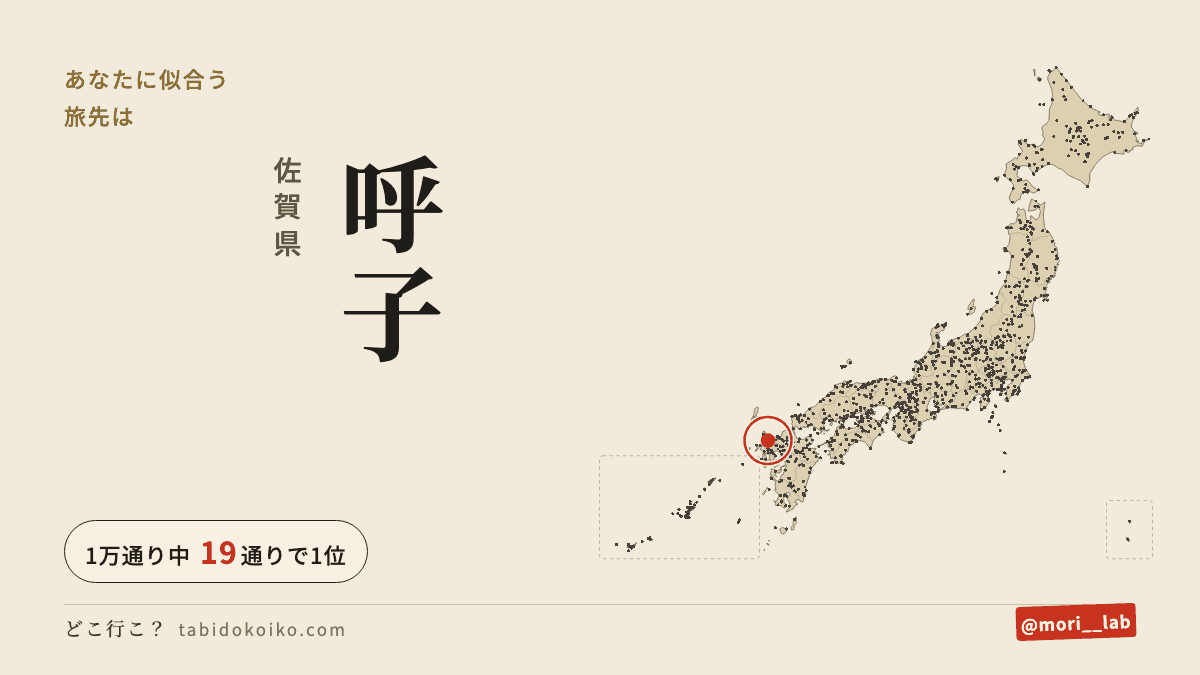 あなたに似合う
旅先は
呼子
佐賀県
1万通り中 19通りで1位
どこ行こ？ tabidokoiko.com
@mori__lab